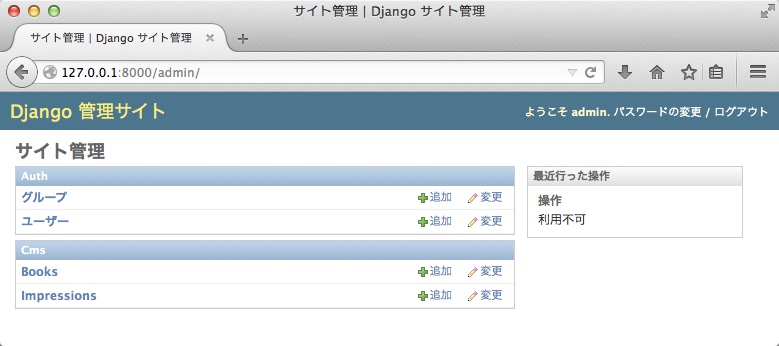 サイト管理 | Django サイト管理
サイト管理 | Django サイト管理
127.0.0.1:8000/admin/
Django 管理サイト
ようこそ admin. パスワードの変更 / ログアウト
サイト管理
Auth
グループ 追加 変更
ユーザー 追加 変更
Cms
Books 追加 変更
Impressions 追加 変更
最近行った操作
操作
利用不可